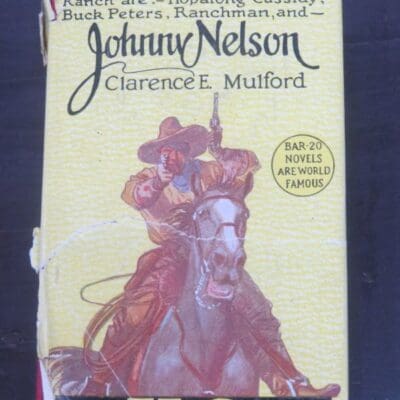 Ranch are:-Hopalong Cassidy,
Buck Peters, Ranchman, and-
Johnny Nelson
Clarence E. Mulford
BAR-20
NOVELS
ARE WORLD
FAMOUS